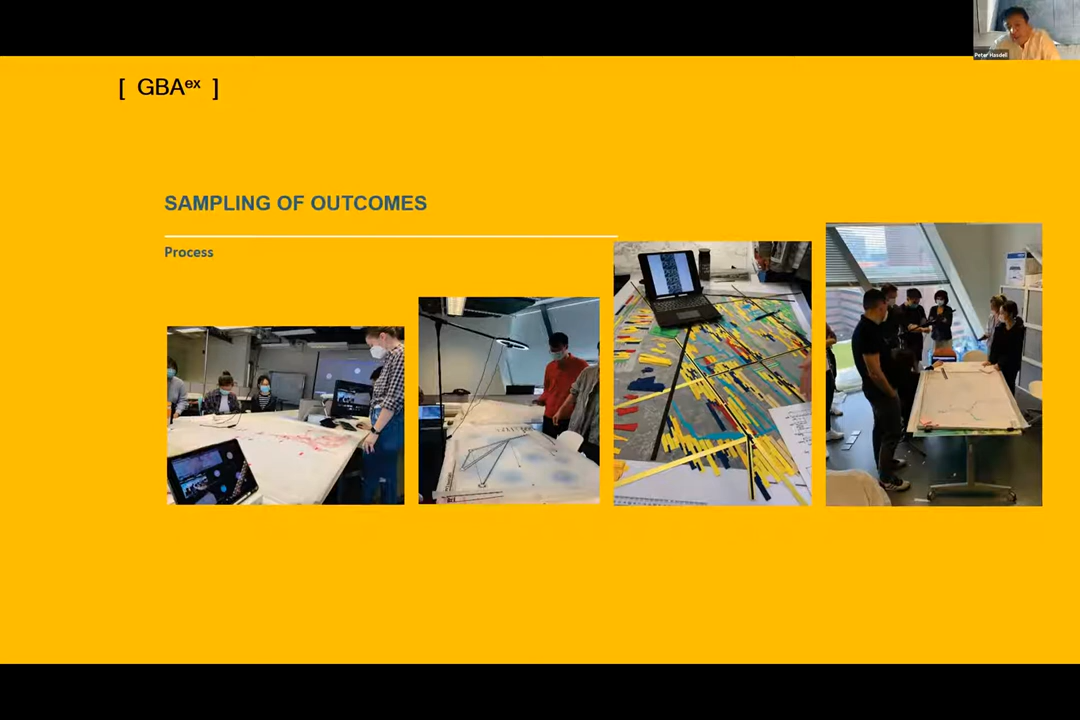 Peter Hasdell
[ GBAex ]
SAMPLING OF OUTCOMES
Process